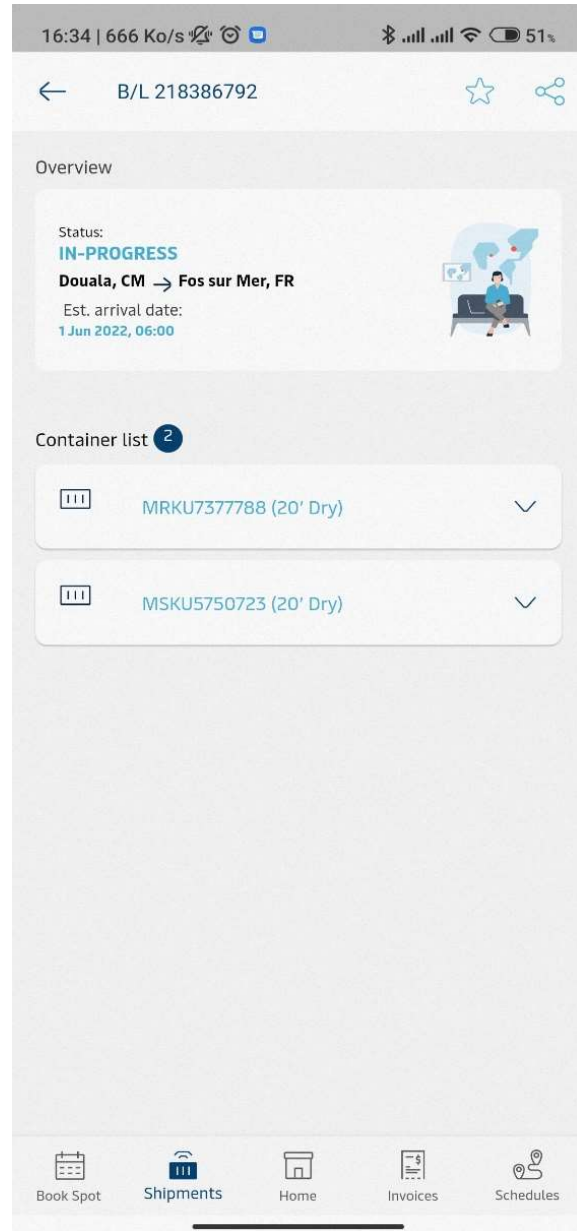 16:34 | 666 Ko/s 51%
B/L 218386792
Overview
Status:
IN-PROGRESS
Douala, CM → Fos sur Mer, FR
Est. arrival date:
1 Jun 2022, 06:00
Container list 2
MRKU7377788 (20' Dry)
MSKU5750723 (20' Dry)
Book Spot Shipments Home Invoices Schedules